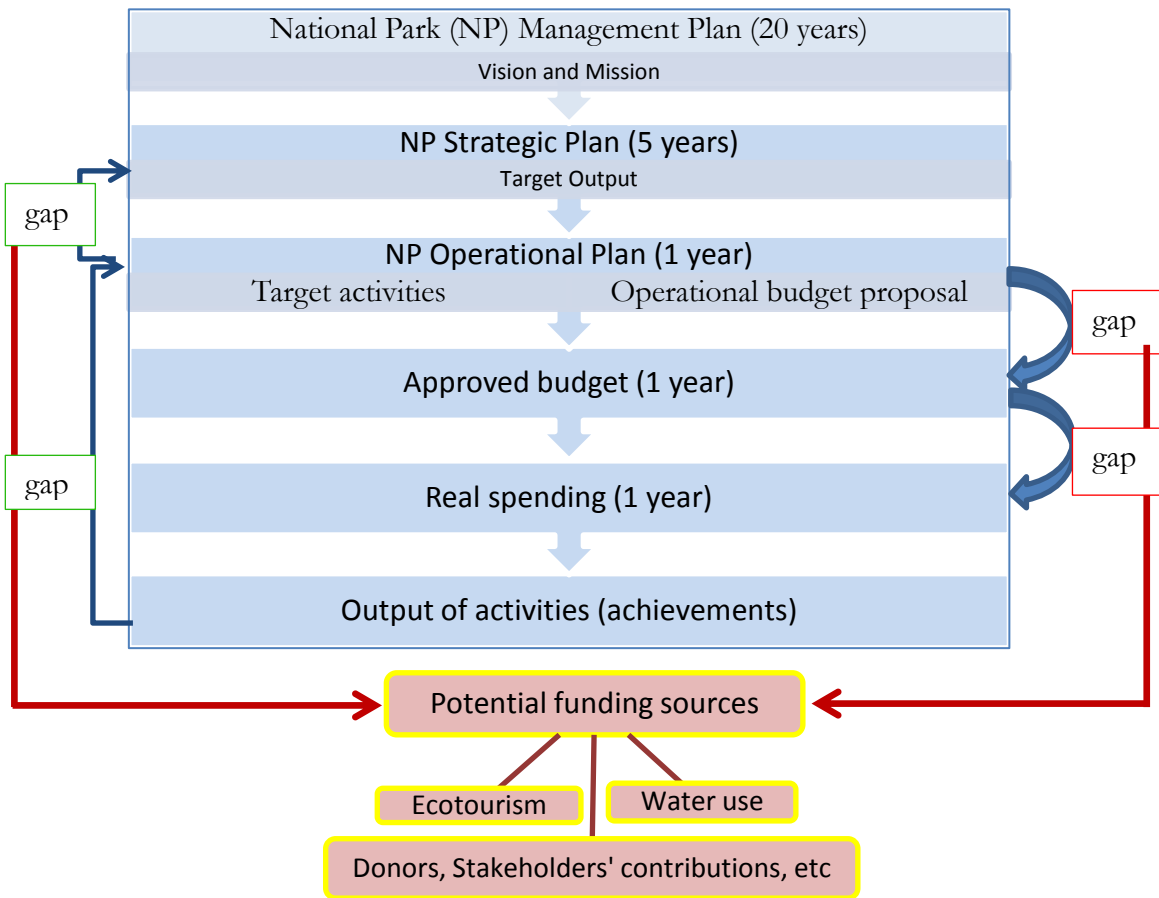 National Park (NP) Management Plan (20 years)
Vision and Mission
NP Strategic Plan (5 years)
Target Output
gap
NP Operational Plan (1 year)
Target activities
Operational budget proposal
gap
Approved budget (1 year)
gap
gap
Real spending (1 year)
Output of activities (achievements)
Potential funding sources
Ecotourism
Water use
Donors, Stakeholders' contributions, etc